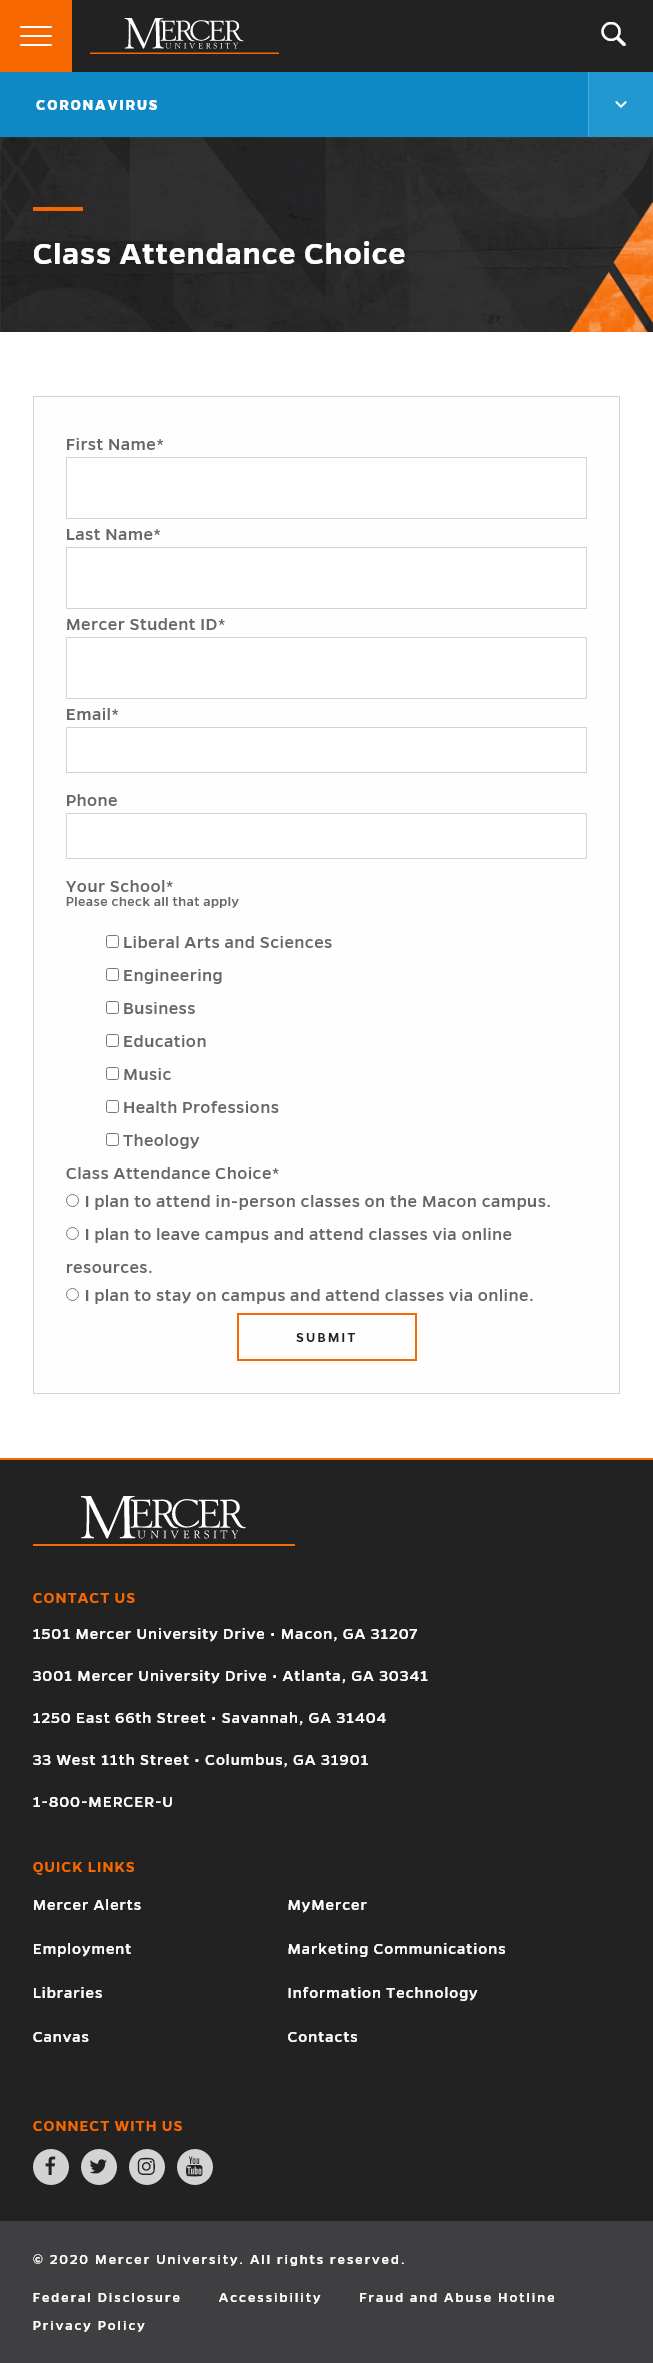 MERCER
UNIVERSITY
CORONAVIRUS
Class Attendance Choice
First Name*
Last Name*
Mercer Student ID*
Email*
Phone
Your School*
Please check all that apply
Liberal Arts and Sciences
Engineering
Business
Education
Music
Health Professions
Theology
Class Attendance Choice*
I plan to attend in-person classes on the Macon campus.
I plan to leave campus and attend classes via online
resources.
I plan to stay on campus and attend classes via online.
SUBMIT
MERCER
UNIVERSITY
CONTACT US
1501 Mercer University Drive • Macon, GA 31207
3001 Mercer University Drive • Atlanta, GA 30341
1250 East 66th Street • Savannah, GA 31404
33 West 11th Street • Columbus, GA 31901
1-800-MERCER-U
QUICK LINKS
Mercer Alerts MyMercer
Employment Marketing Communications
Libraries Information Technology
Canvas Contacts
CONNECT WITH US
You
Tube
© 2020 Mercer University. All rights reserved.
Federal Disclosure Accessibility Fraud and Abuse Hotline
Privacy Policy